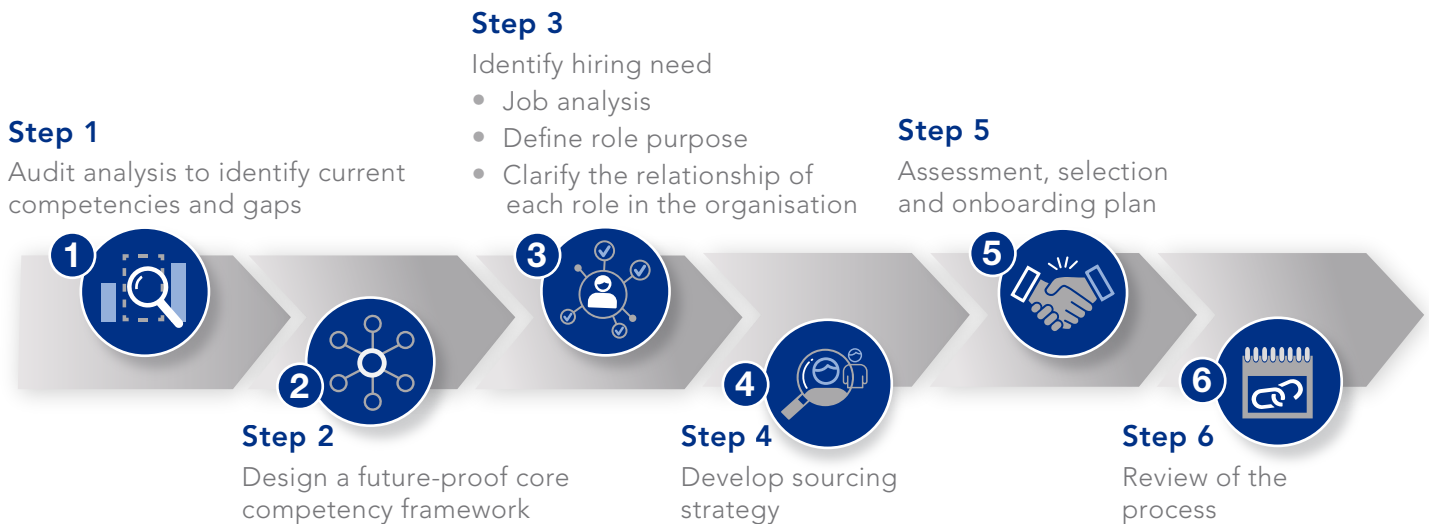 Step 1
Audit analysis to identify current
competencies and gaps
1
2
Step 2
Design a future-proof core
competency framework
Step 3
Identify hiring need
• Job analysis
• Define role purpose
• Clarify the relationship of
each role in the organisation
3
4
Step 4
Develop sourcing
strategy
Step 5
Assessment, selection
and onboarding plan
5
6
Step 6
Review of the
process